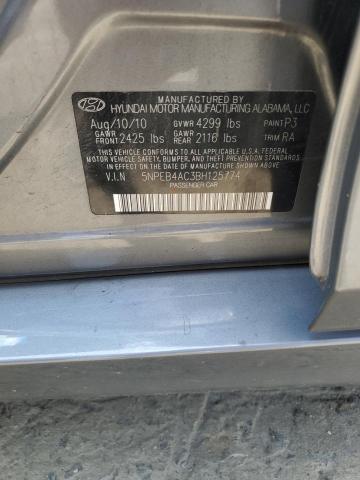 MANUFACTURED BY
HYUNDAI MOTOR MANUFACTURING ALABAMA, LLC
Aug/10/10 GVWR 4299 lbs PAINT P3
GAWR FRONT 2425 lbs GAWR REAR 2116 lbs TRIM RA
THIS VEHICLE CONFORMS TO ALL APPLICABLE U.S.A. FEDERAL
MOTOR VEHICLE SAFETY, BUMPER, AND THEFT PREVENTION STANDARDS
IN EFFECT ON THE DATE OF MANUFACTURE SHOWN ABOVE.
V.I.N 5NPEB4AC3BH125774
PASSENGER CAR